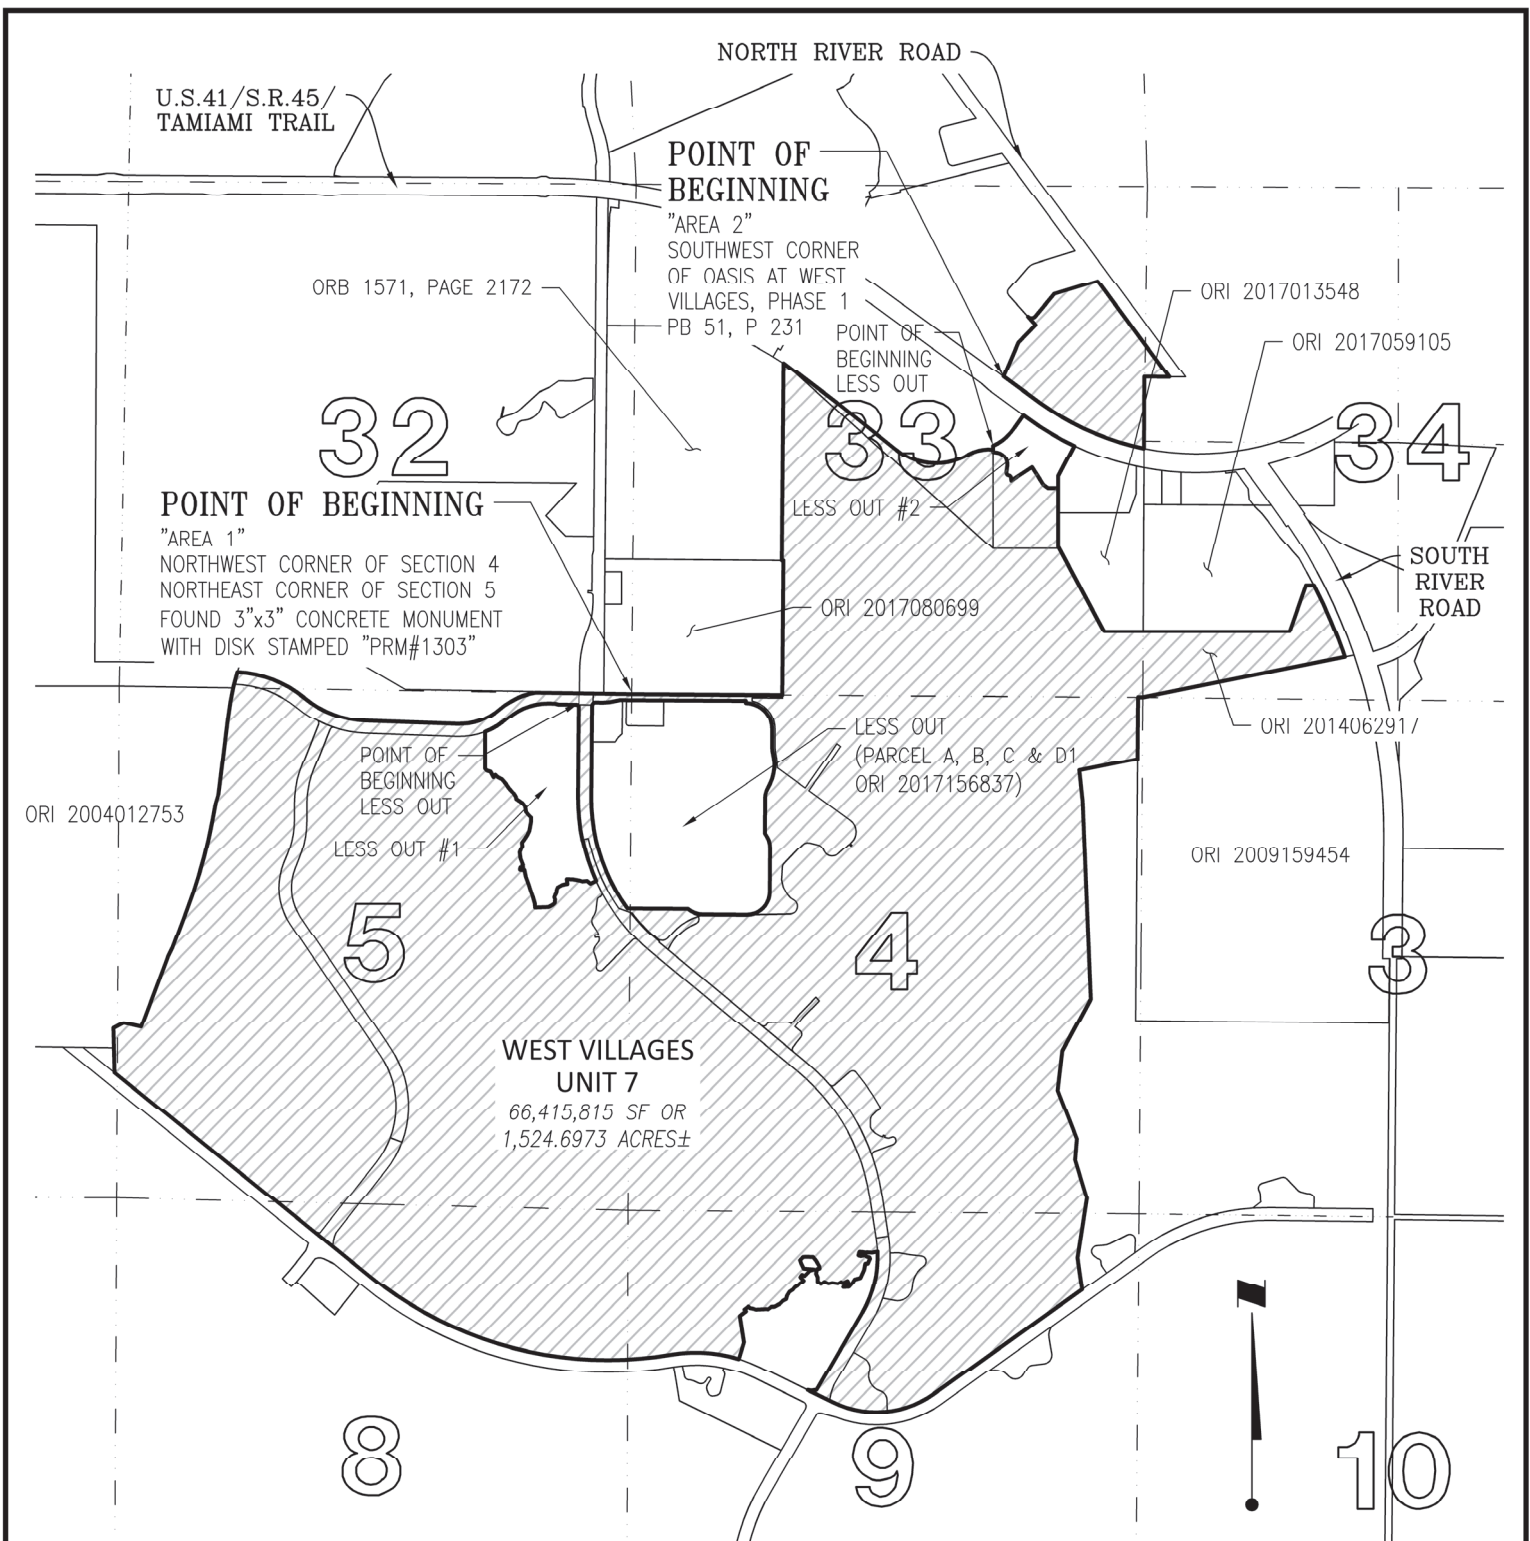 NORTH RIVER ROAD
U.S.41/S.R.45/
TAMIAMI TRAIL
POINT OF
BEGINNING
"AREA 2"
SOUTHWEST CORNER
OF OASIS AT WEST
VILLAGES, PHASE 1
PB 51, P 231
ORB 1571, PAGE 2172
ORI 2017013548
POINT OF
BEGINNING
LESS OUT
ORI 2017059105
32
33
34
POINT OF BEGINNING
"AREA 1"
NORTHWEST CORNER OF SECTION 4
NORTHEAST CORNER OF SECTION 5
FOUND 3"x3" CONCRETE MONUMENT
WITH DISK STAMPED "PRM#1303"
LESS OUT #2
SOUTH
RIVER
ROAD
ORI 2017080699
POINT OF
BEGINNING
LESS OUT
LESS OUT
(PARCEL A, B, C & D1
ORI 2017156837)
ORI 2014062917
ORI 2004012753
LESS OUT #1
ORI 2009159454
5
4
3
WEST VILLAGES
UNIT 7
66,415,815 SF OR
1,524.6973 ACRES±
8
9
10